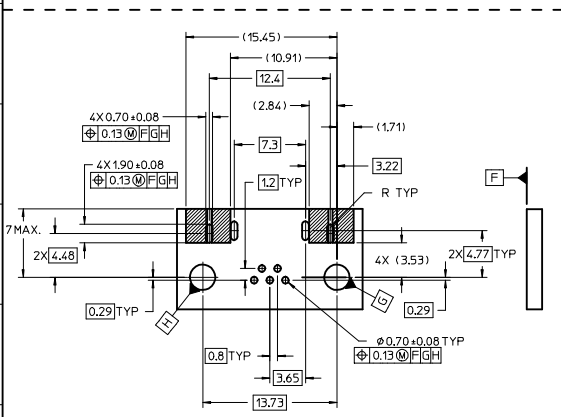 (15.45)
(10.91)
12.4
4X 0.70 ±0.08
(2.84)
(1.71)
⌖ 0.13 Ⓜ F G H
7.3
4X 1.90 ±0.08
3.22
⌖ 0.13 Ⓜ F G H
1.2 TYP
R TYP
F
7 MAX.
2X 4.48
4X (3.53)
2X 4.77 TYP
0.29 TYP
H
G
0.29
Ø 0.70 ±0.08 TYP
0.8 TYP
⌖ 0.13 Ⓜ F G H
3.65
13.73